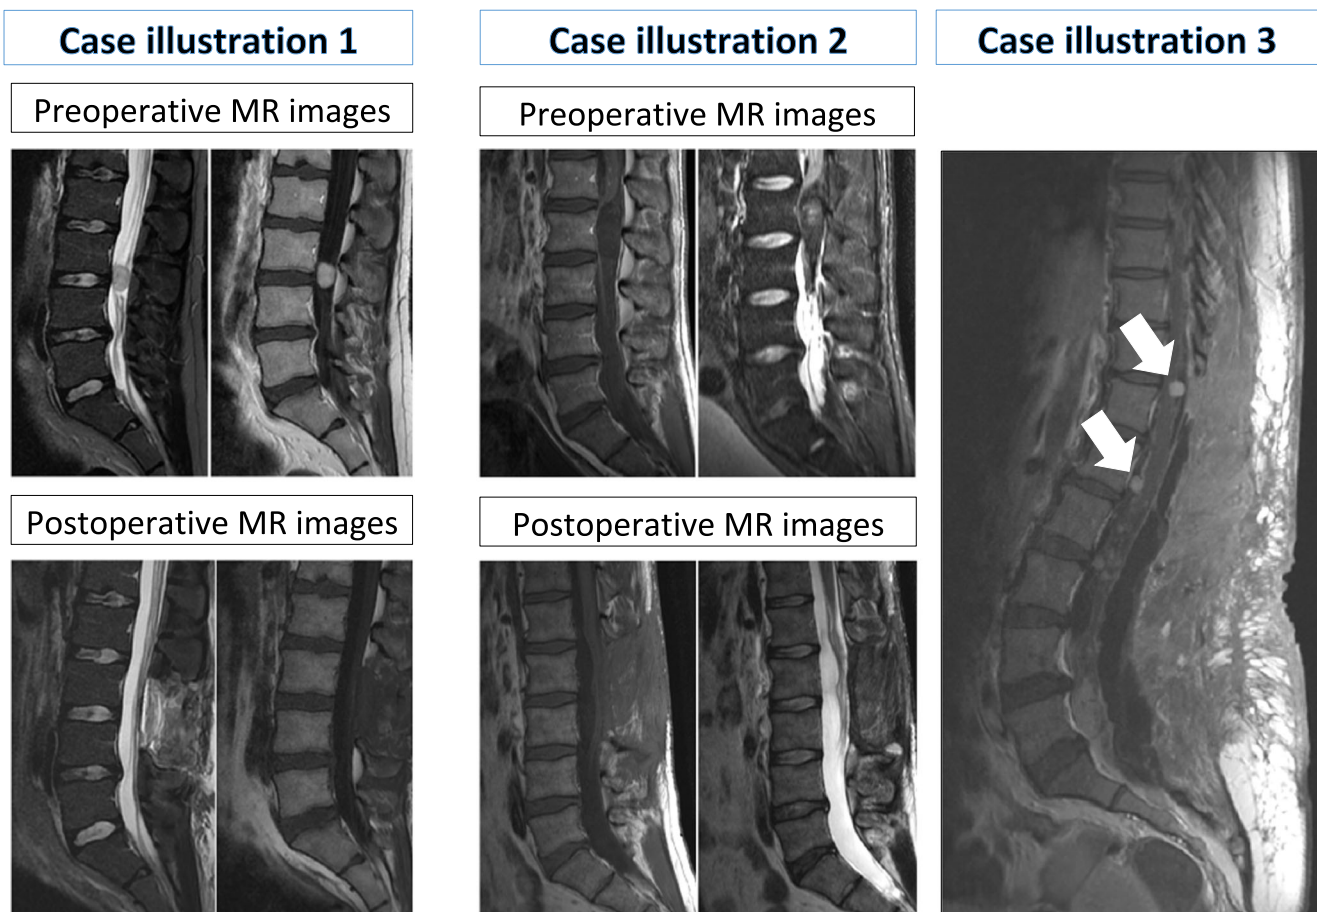 Case illustration 1
Preoperative MR images
Postoperative MR images
Case illustration 2
Preoperative MR images
Postoperative MR images
Case illustration 3